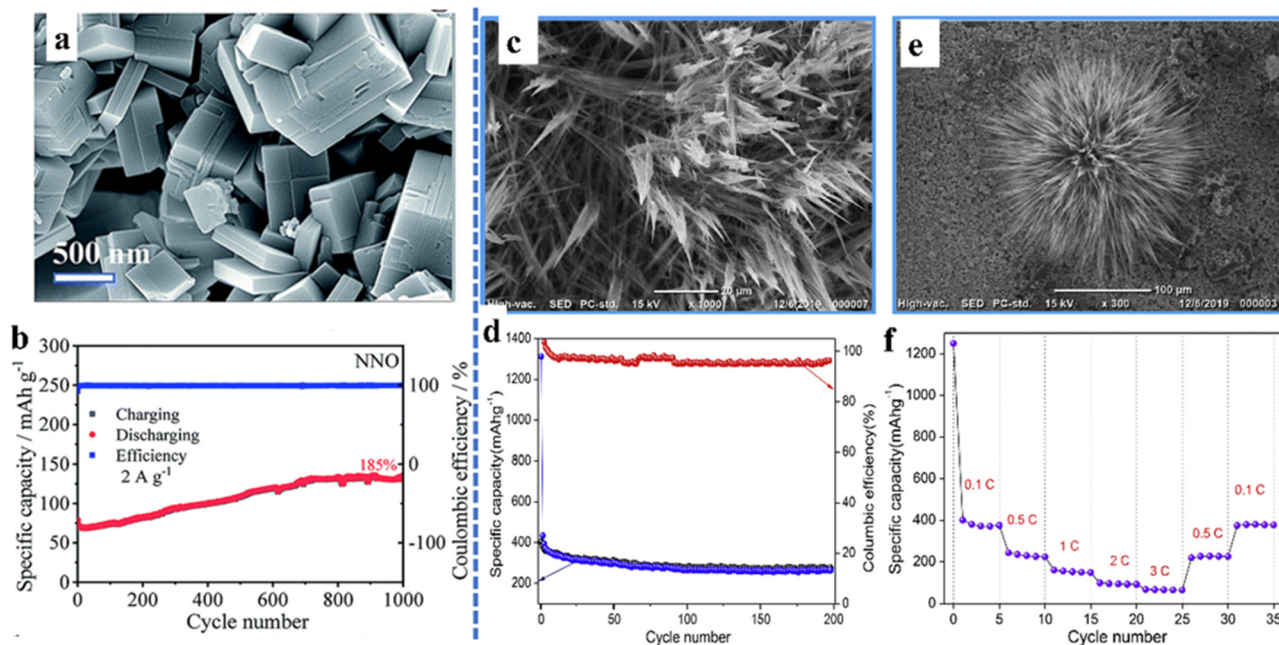 a
500 nm
b
NNO
Charging
Discharging
Efficiency
2 A g⁻¹
185%
300
250
200
150
100
75
50
25
0
100
0
-100
0 200 400 600 800 1000
Specific capacity / mAh g⁻¹
Coulombic efficiency / %
Cycle number
c
20 μm
High-vac. SED PC-std. 15 kV x 1000 12/6/2019 000007
d
1400
1200
1000
800
600
400
200
100
80
60
40
20
0
0 50 100 150 200
Specific capacity(mAhg⁻¹)
Columbic efficiency(%)
Cycle number
e
100 μm
High-vac. SED PC-std. 15 kV x 300 12/5/2019 000003
f
0.1 C
0.5 C
1 C
2 C
3 C
0.5 C
0.1 C
1200
1000
800
600
400
200
0
0 5 10 15 20 25 30 35
Specific capacity(mAhg⁻¹)
Cycle number